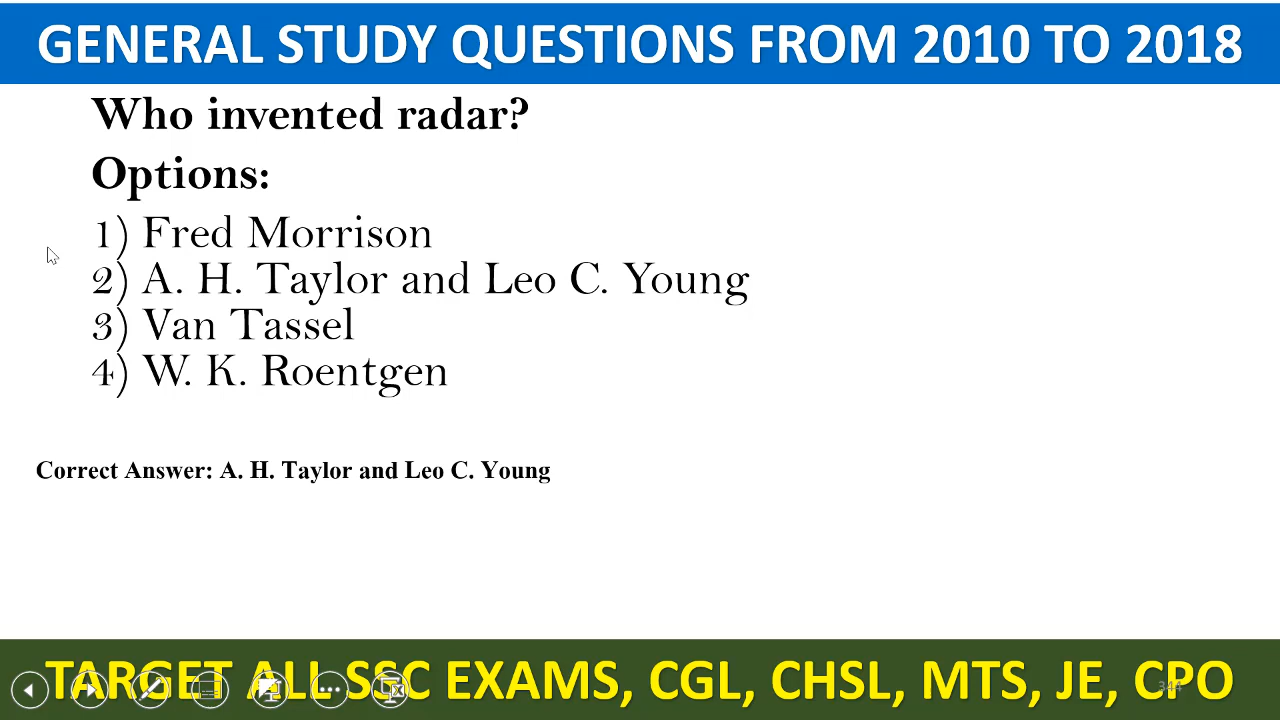 GENERAL STUDY QUESTIONS FROM 2010 TO 2018
Who invented radar?
Options:
1) Fred Morrison
2) A. H. Taylor and Leo C. Young
3) Van Tassel
4) W. K. Roentgen
Correct Answer: A. H. Taylor and Leo C. Young
TARGET ALL SSC EXAMS, CGL, CHSL, MTS, JE, CPO
344